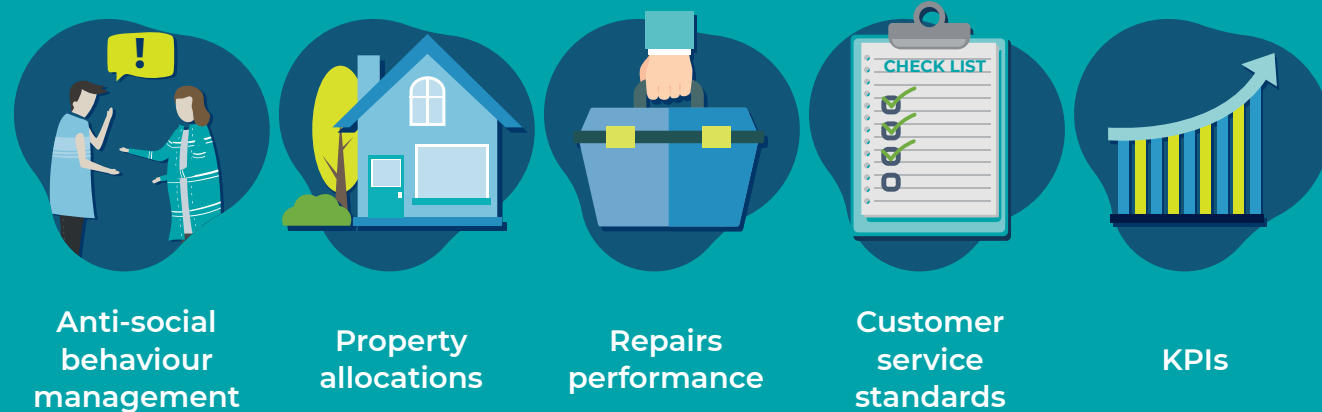 !
CHECK LIST
Anti-social
behaviour
management
Property
allocations
Repairs
performance
Customer
service
standards
KPIs